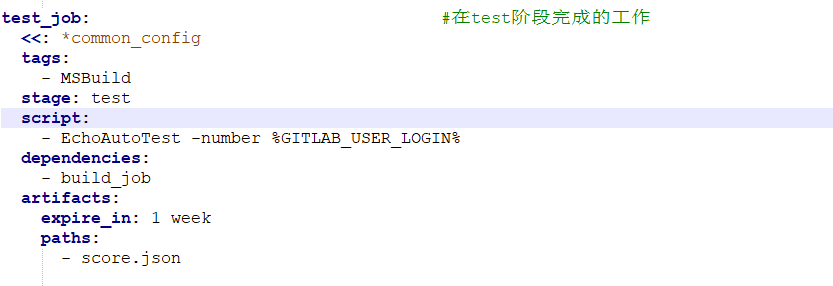 test_job: #在test阶段完成的工作
  <<: *common_config
  tags:
    - MSBuild
  stage: test
  script:
    - EchoAutoTest -number %GITLAB_USER_LOGIN%
  dependencies:
    - build_job
  artifacts:
    expire_in: 1 week
    paths:
      - score.json